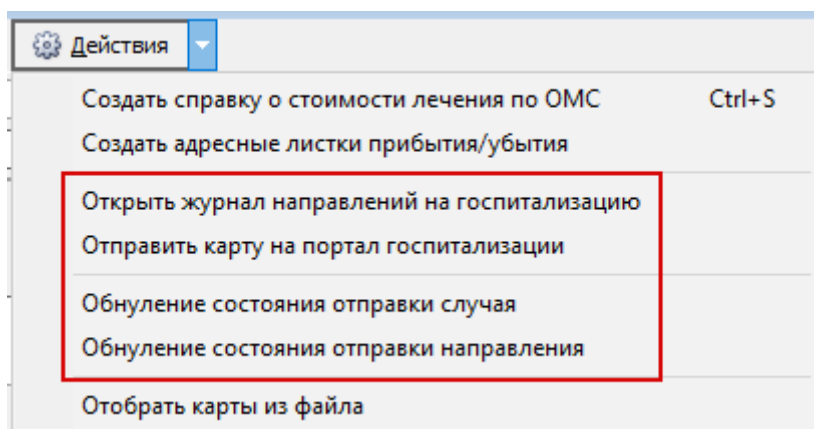 Действия
Создать справку о стоимости лечения по ОМС Ctrl+S
Создать адресные листки прибытия/убытия
Открыть журнал направлений на госпитализацию
Отправить карту на портал госпитализации
Обнуление состояния отправки случая
Обнуление состояния отправки направления
Отобрать карты из файла